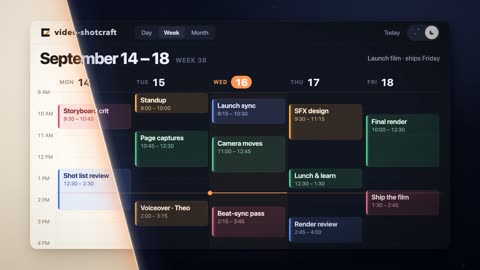 video-shotcraft
Day Week Month
Today
September 14 – 18 WEEK 38
Launch film · ships Friday
MON 14
TUE 15
WED 16
THU 17
FRI 18
9 AM
10 AM
11 AM
12 PM
1 PM
2 PM
3 PM
4 PM
Storyboard crit
9:30 – 10:45
Shot list review
12:30 – 2:30
Standup
9:00 – 10:00
Page captures
10:45 – 12:30
Voiceover · Theo
2:00 – 3:15
Launch sync
9:15 – 10:30
Camera moves
11:00 – 12:45
Beat-sync pass
2:15 – 3:45
SFX design
9:30 – 11:15
Lunch & learn
12:30 – 1:30
Render review
2:45 – 4:00
Final render
10:00 – 12:30
Ship the film
1:30 – 2:45